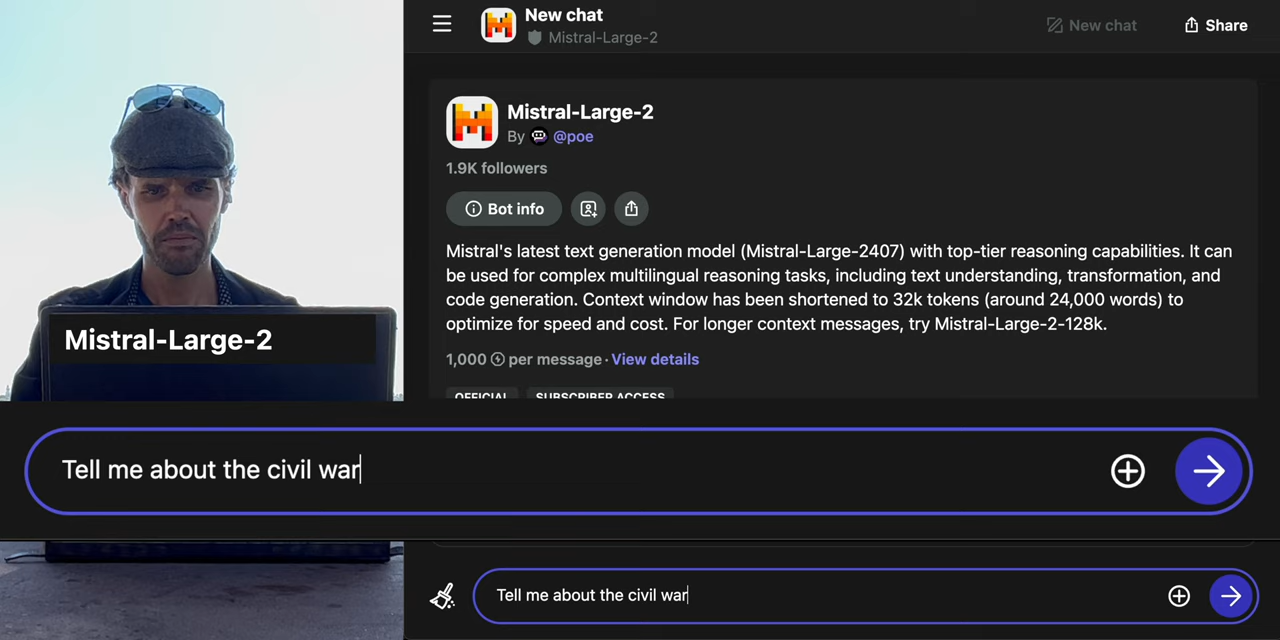 New chat
Mistral-Large-2
New chat
Share
Mistral-Large-2
By @poe
1.9K followers
Bot info
Mistral's latest text generation model (Mistral-Large-2407) with top-tier reasoning capabilities. It can
be used for complex multilingual reasoning tasks, including text understanding, transformation, and
code generation. Context window has been shortened to 32k tokens (around 24,000 words) to
optimize for speed and cost. For longer context messages, try Mistral-Large-2-128k.
1,000 per message · View details
OFFICIAL SUBSCRIBER ACCESS
Mistral-Large-2
Tell me about the civil war
Tell me about the civil war